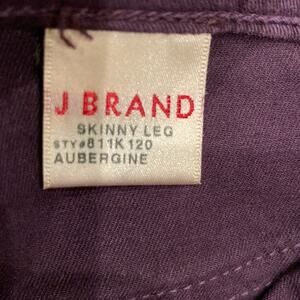 J BRAND
SKINNY LEG
STY#811K120
AUBERGINE